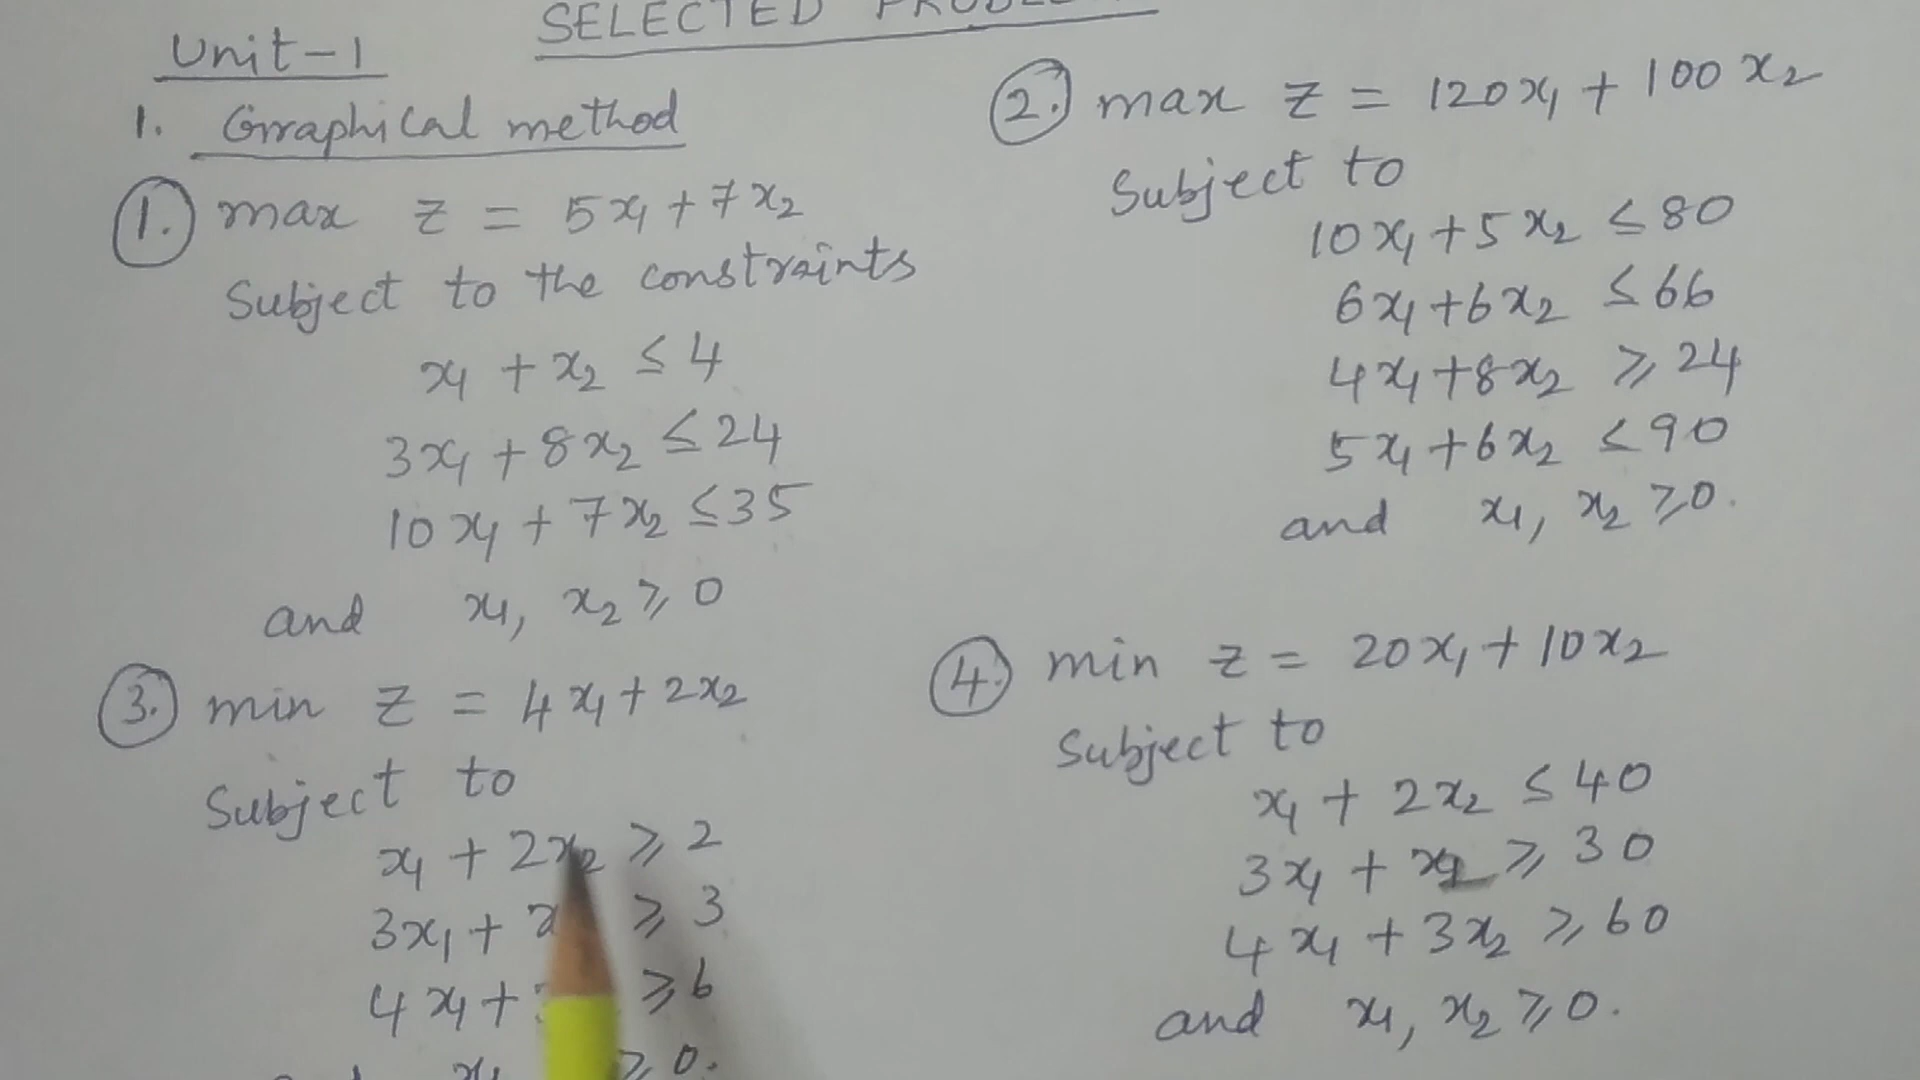 SELECTED
Unit-1
1. Graphical method
1. max z = 5x₁ + 7x₂
Subject to the constraints
x₁ + x₂ ≤ 4
3x₁ + 8x₂ ≤ 24
10x₁ + 7x₂ ≤ 35
and x₁, x₂ ≥ 0
2. max z = 120x₁ + 100x₂
Subject to
10x₁ + 5x₂ ≤ 80
6x₁ + 6x₂ ≤ 66
4x₁ + 8x₂ ≥ 24
5x₁ + 6x₂ ≤ 90
and x₁, x₂ ≥ 0.
3. min z = 4x₁ + 2x₂
Subject to
x₁ + 2x₂ ≥ 2
3x₁ + ≥ 3
4x₁ + ≥ 6
≥ 0.
4. min z = 20x₁ + 10x₂
Subject to
x₁ + 2x₂ ≤ 40
3x₁ + x₂ ≥ 30
4x₁ + 3x₂ ≥ 60
and x₁, x₂ ≥ 0.